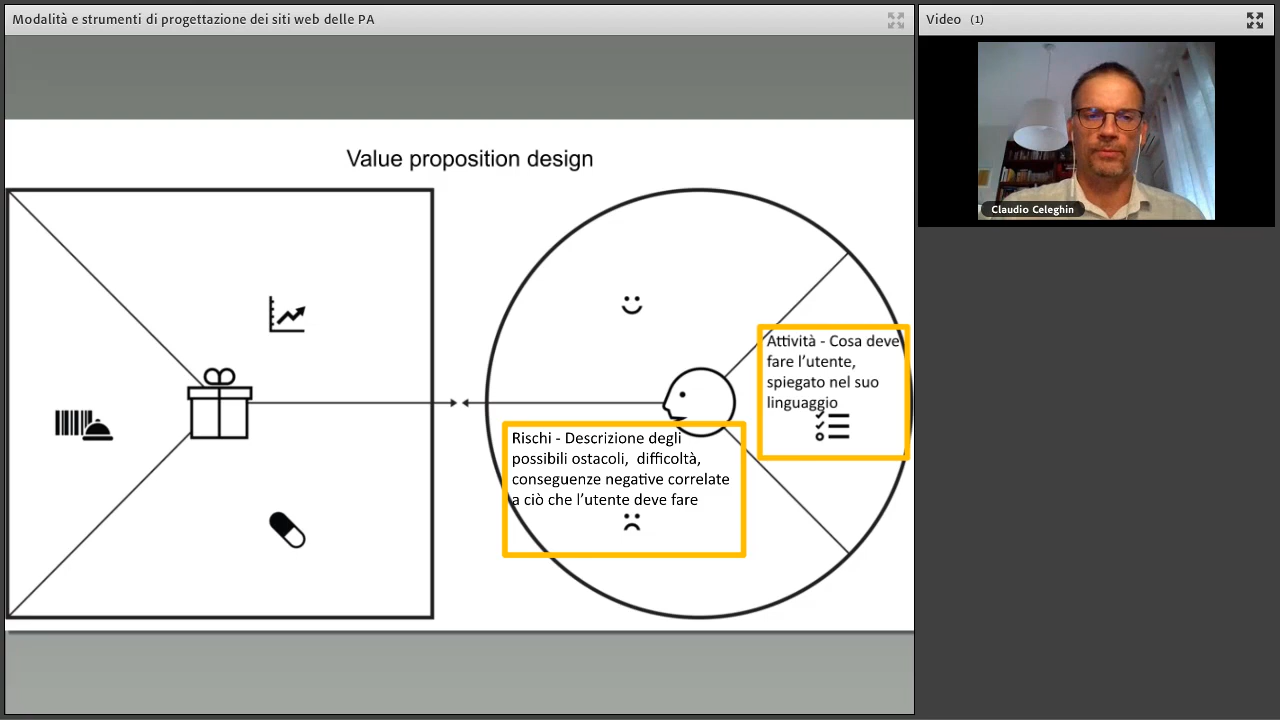 Modalità e strumenti di progettazione dei siti web delle PA
Video (1)
Claudio Celeghin
Value proposition design
Attività - Cosa deve
fare l'utente,
spiegato nel suo
linguaggio
Rischi - Descrizione degli
possibili ostacoli, difficoltà,
conseguenze negative correlate
a ciò che l'utente deve fare